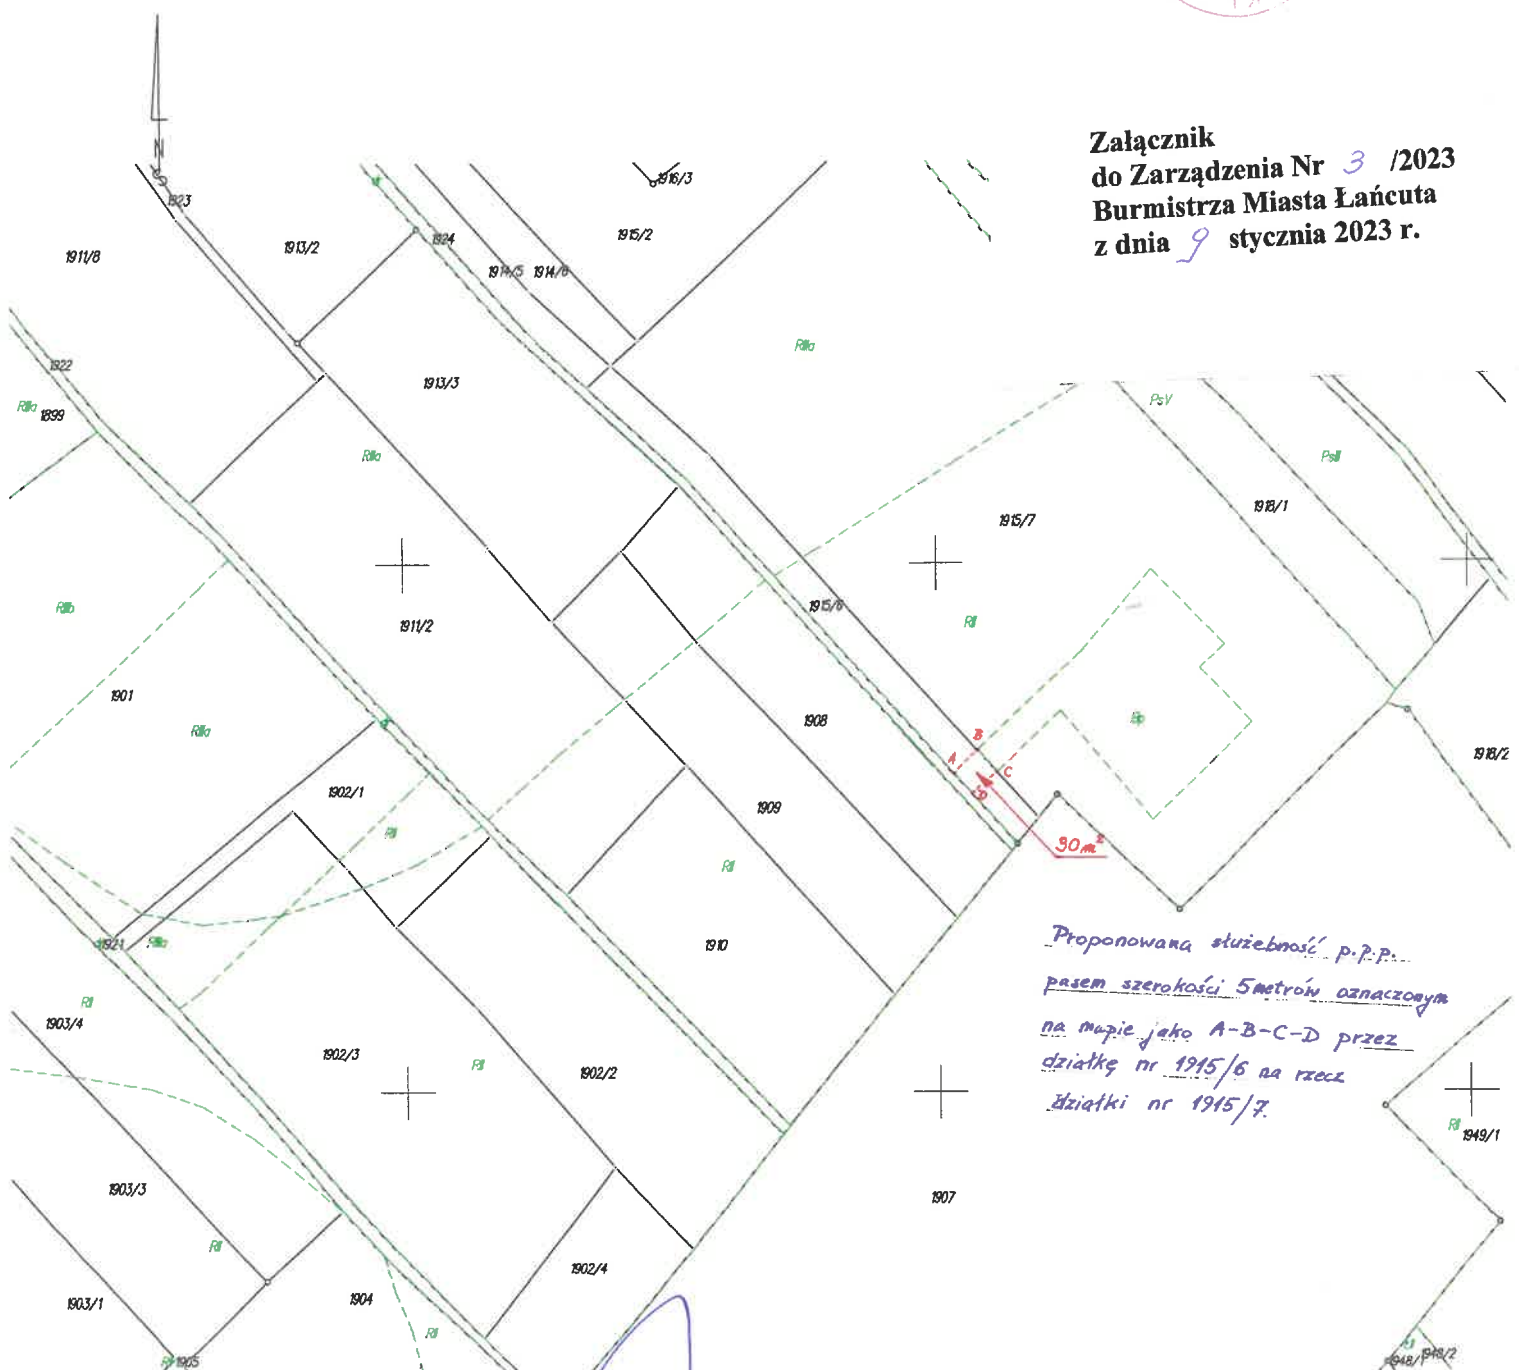 Załącznik
do Zarządzenia Nr 3 /2023
Burmistrza Miasta Łańcuta
z dnia 9 stycznia 2023 r.
N
1923
1916/3
1913/2
1924
1915/2
1911/8
1914/5 1914/6
RIIIa
1922
1913/3
RIIIa 1899
PsV
RIIIa
PsIII
1918/1
1915/7
RIIIb
1915/6
1911/2
RII
1901
1908
Bp
RIIIa
B
1918/2
A
C
D
1902/1
1909
RII
30m²
RII
1910
1921 RIIIa
Proponowana służebność p.p.p.
pasem szerokości 5metrów oznaczonym
na mapie jako A-B-C-D przez
działkę nr 1915/6 na rzecz
działki nr 1915/7.
RII
1903/4
1902/3
RII
1902/2
RII 1949/1
1903/3
1907
RII
1902/4
1903/1
1904
RII
1905
1948/1
1948/2